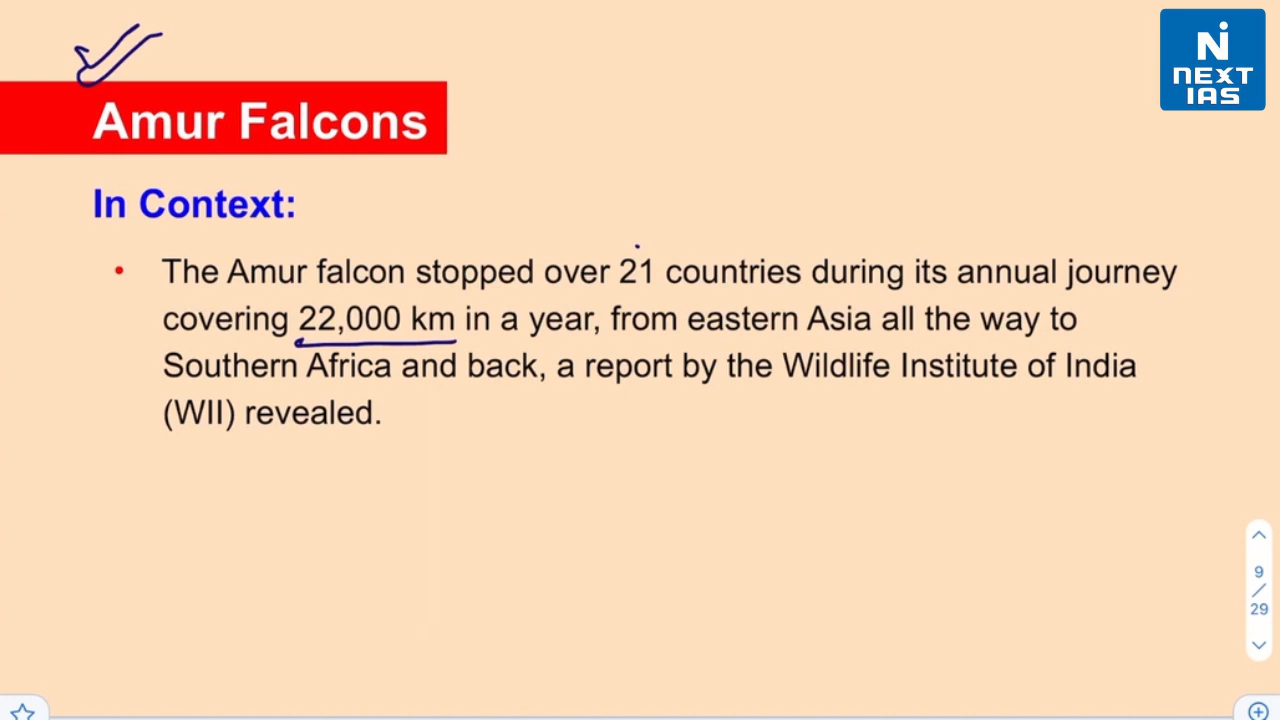 NEXT
IAS
Amur Falcons
In Context:
• The Amur falcon stopped over 21 countries during its annual journey
covering 22,000 km in a year, from eastern Asia all the way to
Southern Africa and back, a report by the Wildlife Institute of India
(WII) revealed.
9
/
29